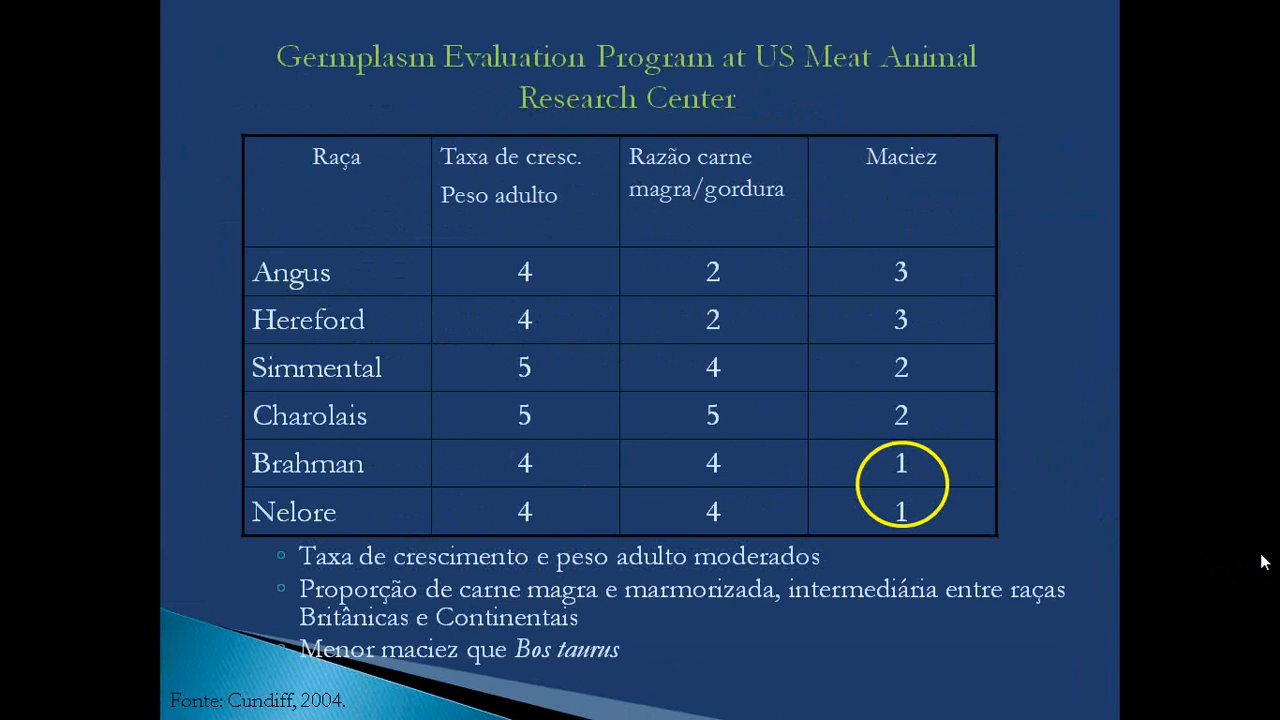 Germplasm Evaluation Program at US Meat Animal
Research Center
Raça Taxa de cresc. Razão carne Maciez
Peso adulto magra/gordura
Angus 4 2 3
Hereford 4 2 3
Simmental 5 4 2
Charolais 5 5 2
Brahman 4 4 1
Nelore 4 4 1
Taxa de crescimento e peso adulto moderados
Proporção de carne magra e marmorizada, intermediária entre raças
Britânicas e Continentais
Menor maciez que Bos taurus
Fonte: Cundiff, 2004.